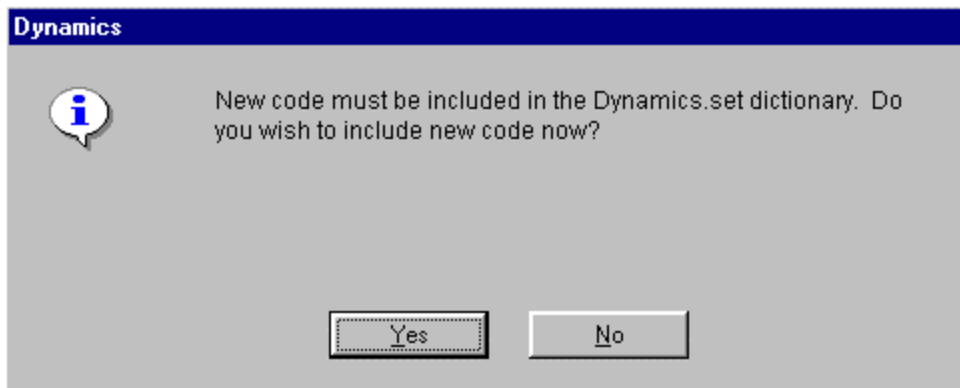 Dynamics
New code must be included in the Dynamics.set dictionary.  Do
you wish to include new code now?
Yes
No